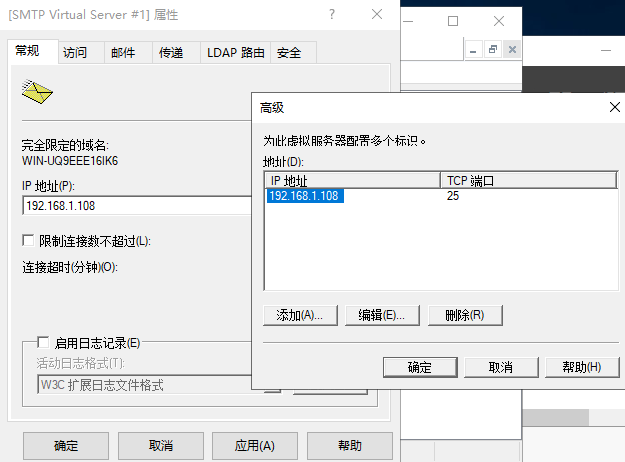 [SMTP Virtual Server #1] 属性
常规 访问 邮件 传递 LDAP 路由 安全
完全限定的域名:
WIN-UQ9EEE16IK6
IP 地址(P):
192.168.1.108
限制连接数不超过(L):
连接超时(分钟)(O):
启用日志记录(E)
活动日志格式(T):
W3C 扩展日志文件格式
确定 取消 应用(A) 帮助
高级
为此虚拟服务器配置多个标识。
地址(D):
IP 地址 TCP 端口
192.168.1.108 25
添加(A)... 编辑(E)... 删除(R)
确定 取消 帮助(H)